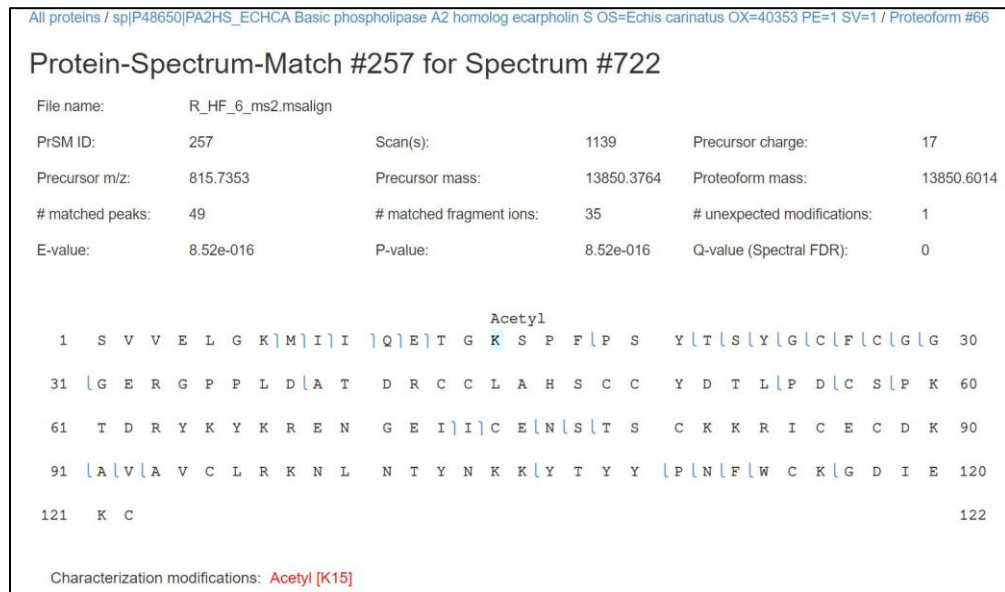 All proteins / sp|P48650|PA2HS_ECHCA Basic phospholipase A2 homolog ecarpholin S OS=Echis carinatus OX=40353 PE=1 SV=1 / Proteoform #66
Protein-Spectrum-Match #257 for Spectrum #722
File name: R_HF_6_ms2.msalign
PrSM ID: 257 Scan(s): 1139 Precursor charge: 17
Precursor m/z: 815.7353 Precursor mass: 13850.3764 Proteoform mass: 13850.6014
# matched peaks: 49 # matched fragment ions: 35 # unexpected modifications: 1
E-value: 8.52e-016 P-value: 8.52e-016 Q-value (Spectral FDR): 0
Acetyl
1 S V V E L G K M I I Q E T G K S P F P S Y T S Y G C F C G G 30
31 G E R G P P L D A T D R C C L A H S C C Y D T L P D C S P K 60
61 T D R Y K Y K R E N G E I I C E N S T S C K K R I C E C D K 90
91 A V A V C L R K N L N T Y N K K Y T Y Y P N F W C K G D I E 120
121 K C 122
Characterization modifications: Acetyl [K15]